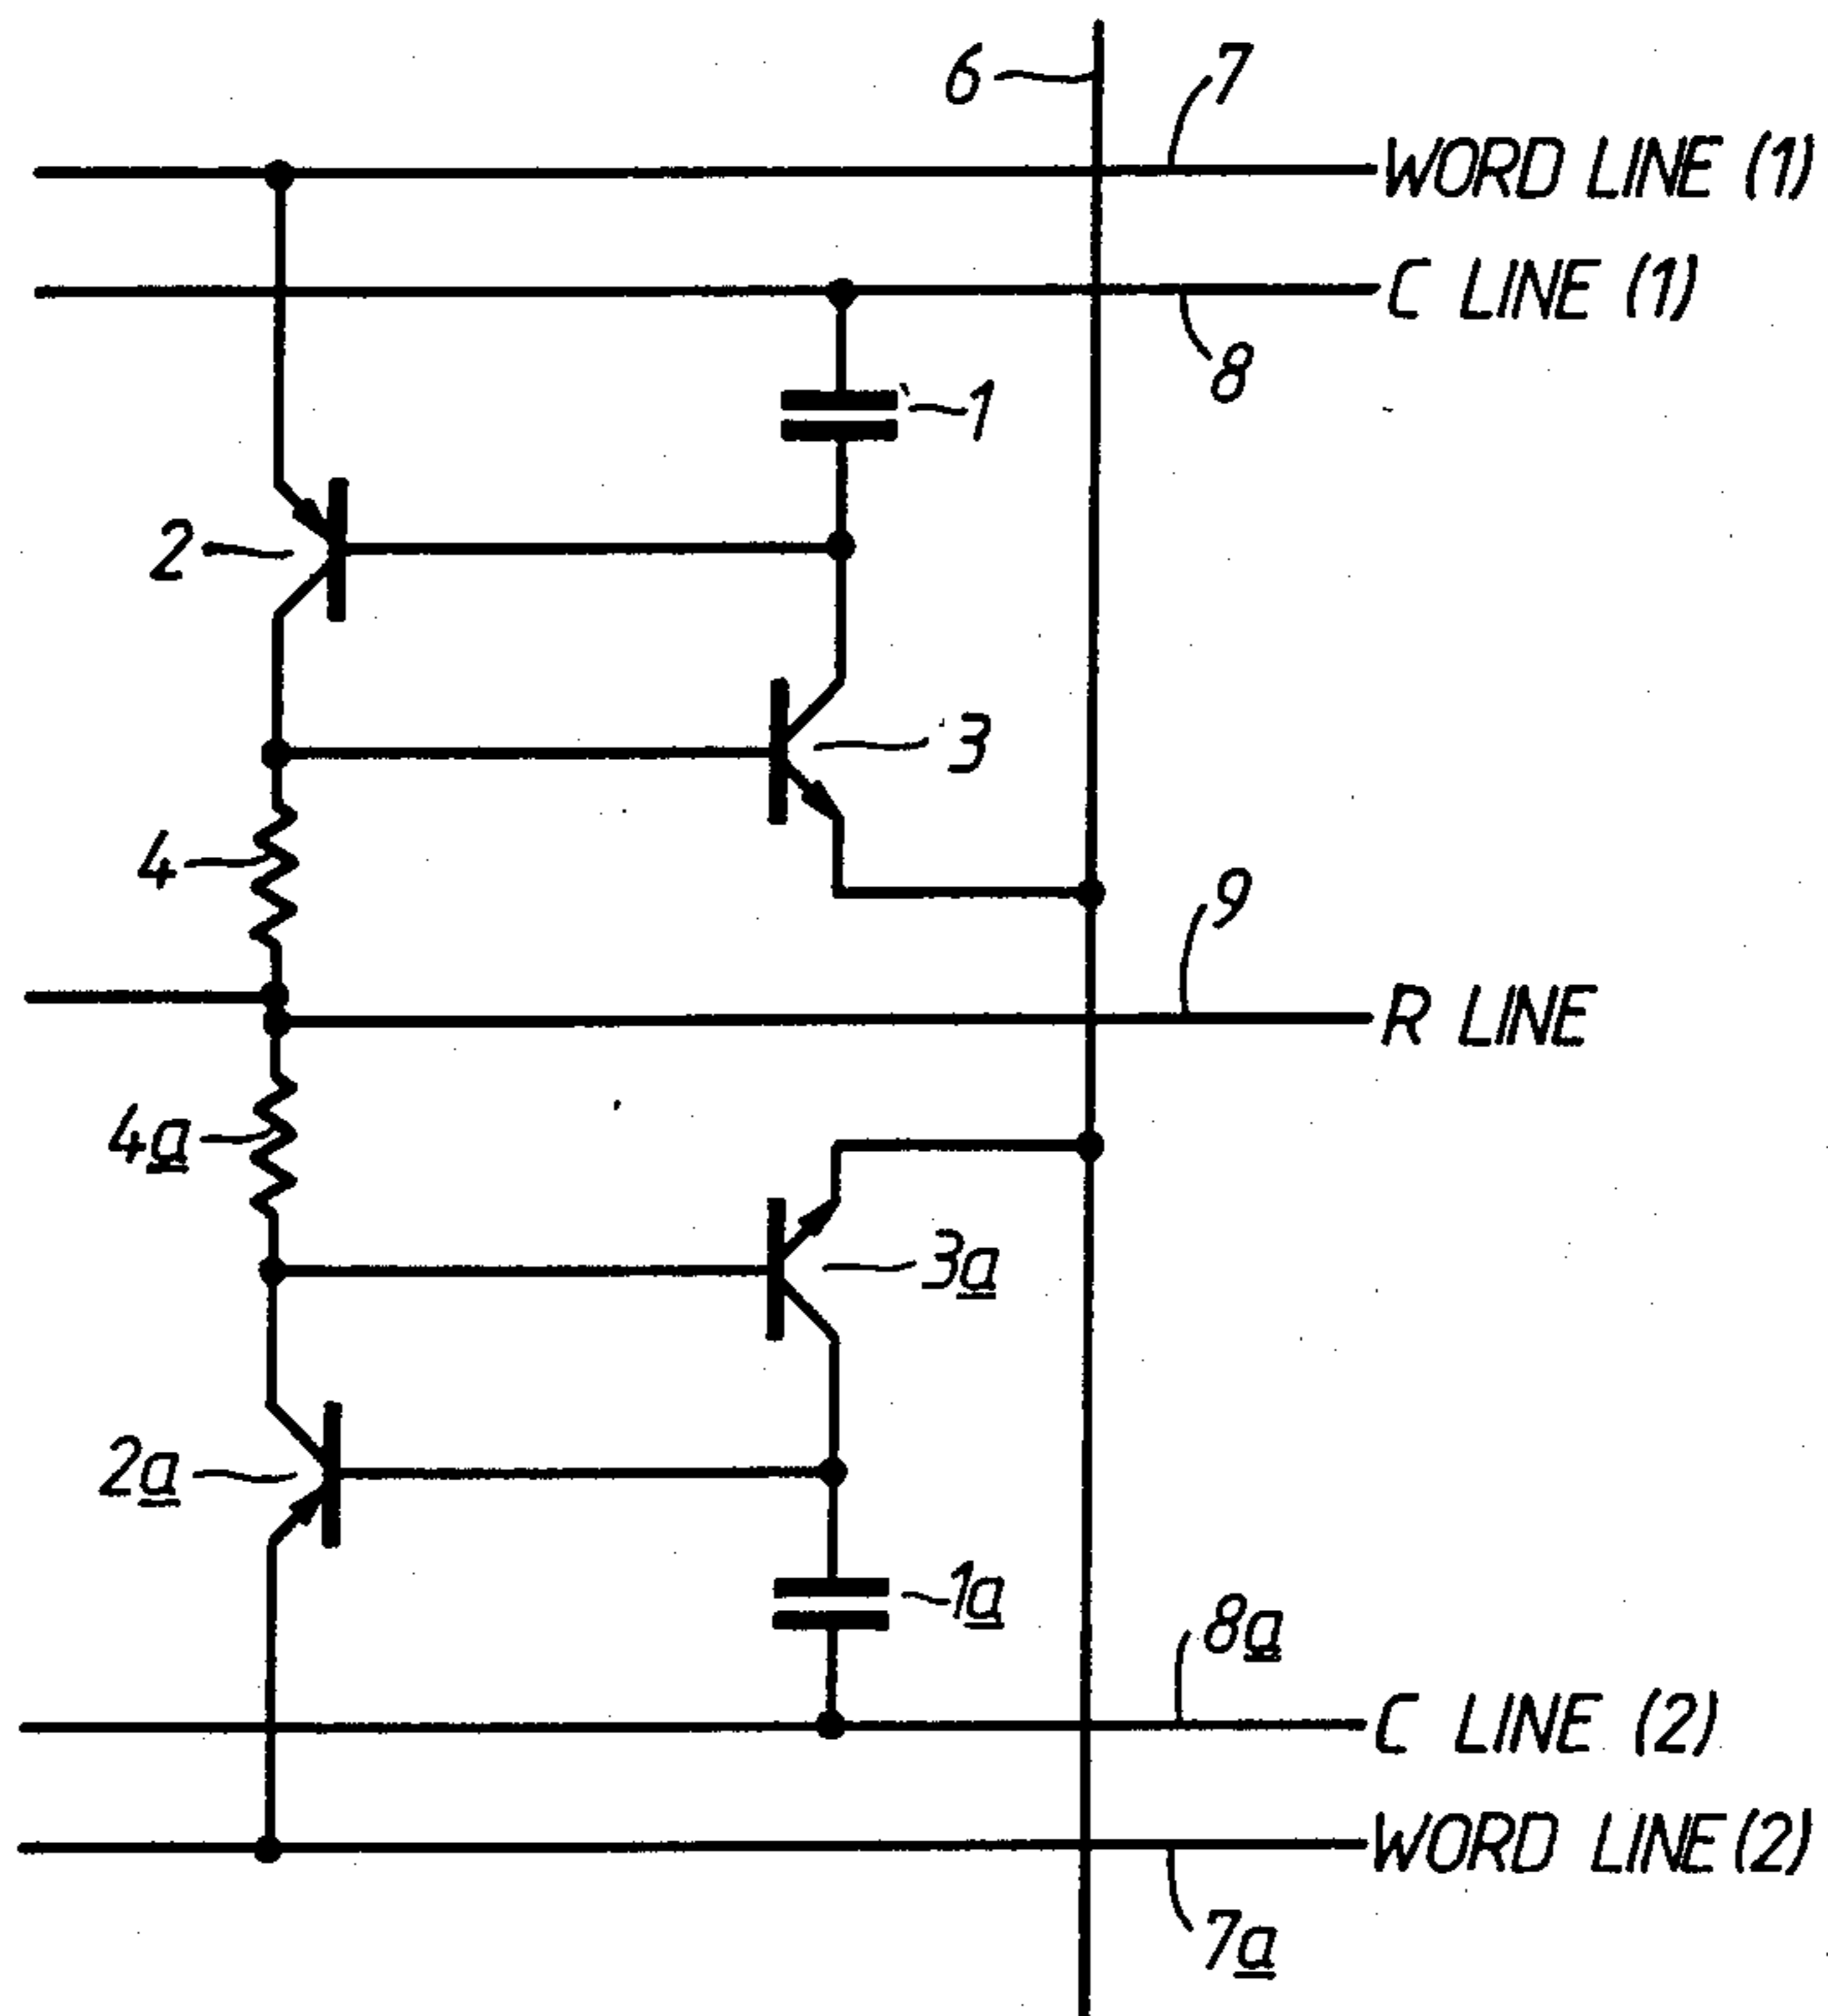 6
7
WORD LINE (1)
C LINE (1)
8
1
2
3
4
9
R LINE
4a
3a
2a
1a
8a
C LINE (2)
WORD LINE (2)
7a